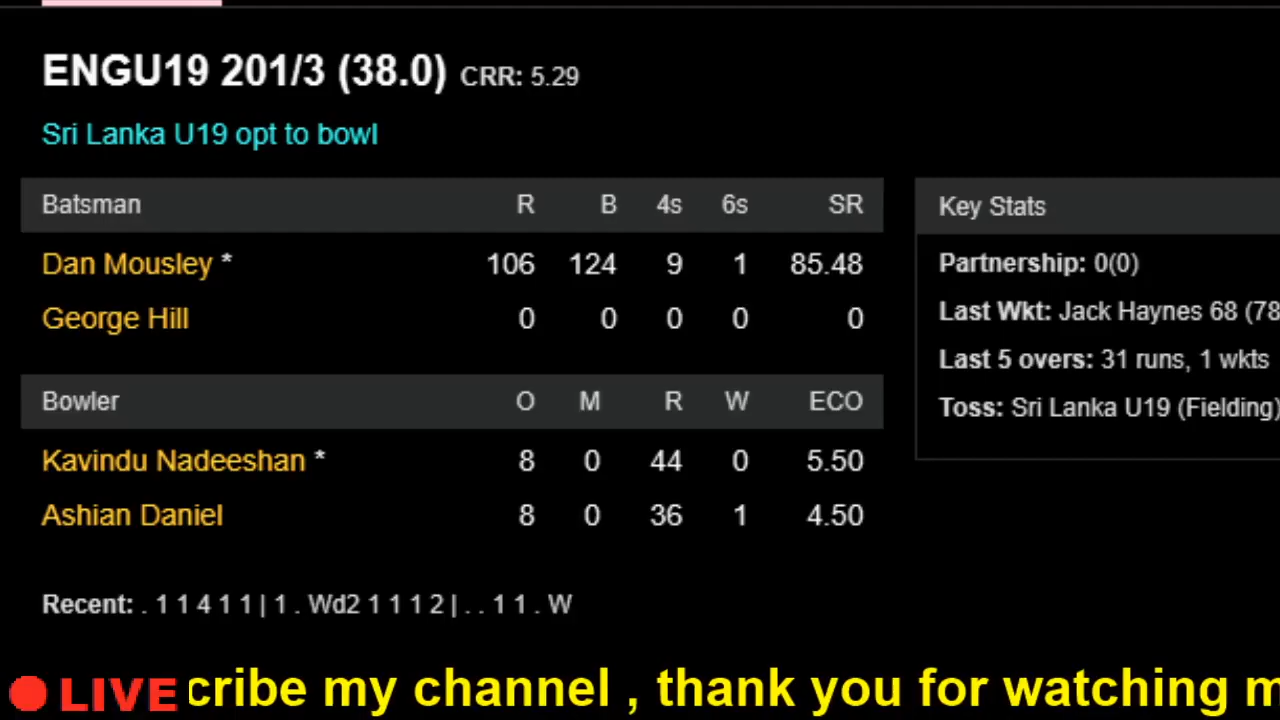 ENGU19 201/3 (38.0) CRR: 5.29
Sri Lanka U19 opt to bowl
Batsman R B 4s 6s SR
Dan Mousley * 106 124 9 1 85.48
George Hill 0 0 0 0 0
Bowler O M R W ECO
Kavindu Nadeeshan * 8 0 44 0 5.50
Ashian Daniel 8 0 36 1 4.50
Recent: . 1 1 4 1 1 | 1 . Wd2 1 1 1 2 | . . 1 1 . W
Key Stats
Partnership: 0(0)
Last Wkt: Jack Haynes 68 (78
Last 5 overs: 31 runs, 1 wkts
Toss: Sri Lanka U19 (Fielding)
LIVE cribe my channel , thank you for watching m